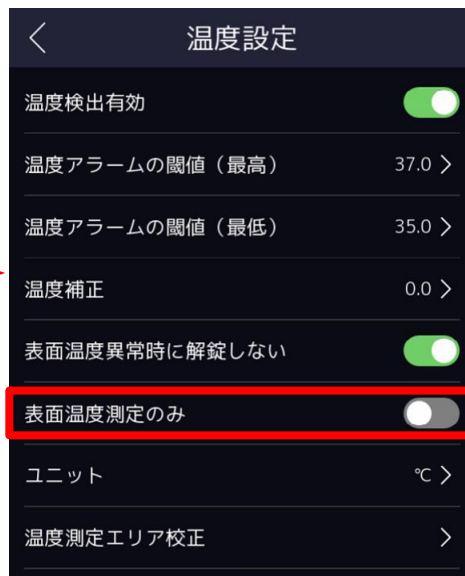 温度設定
温度検出有効
温度アラームの閾値（最高） 37.0
温度アラームの閾値（最低） 35.0
温度補正 0.0
表面温度異常時に解錠しない
表面温度測定のみ
ユニット ℃
温度測定エリア校正